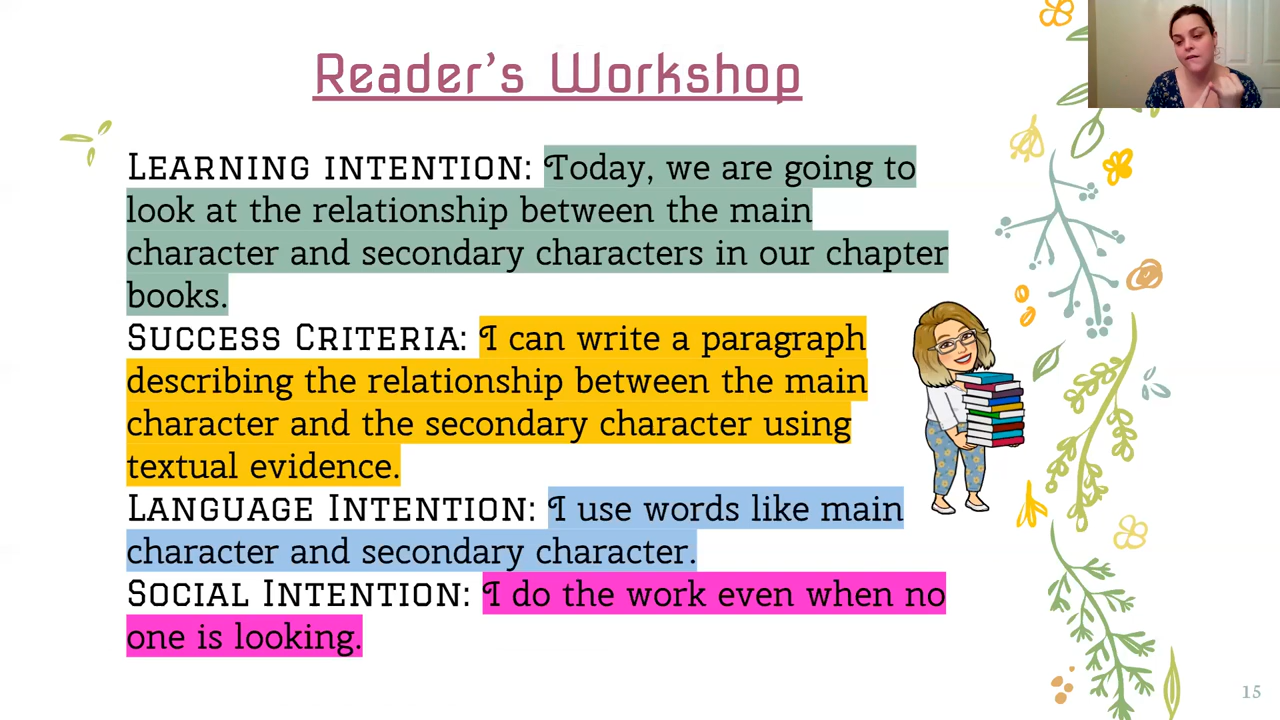 Reader's Workshop
Learning intention: Today, we are going to
look at the relationship between the main
character and secondary characters in our chapter
books.
Success Criteria: I can write a paragraph
describing the relationship between the main
character and the secondary character using
textual evidence.
Language Intention: I use words like main
character and secondary character.
Social Intention: I do the work even when no
one is looking.
15